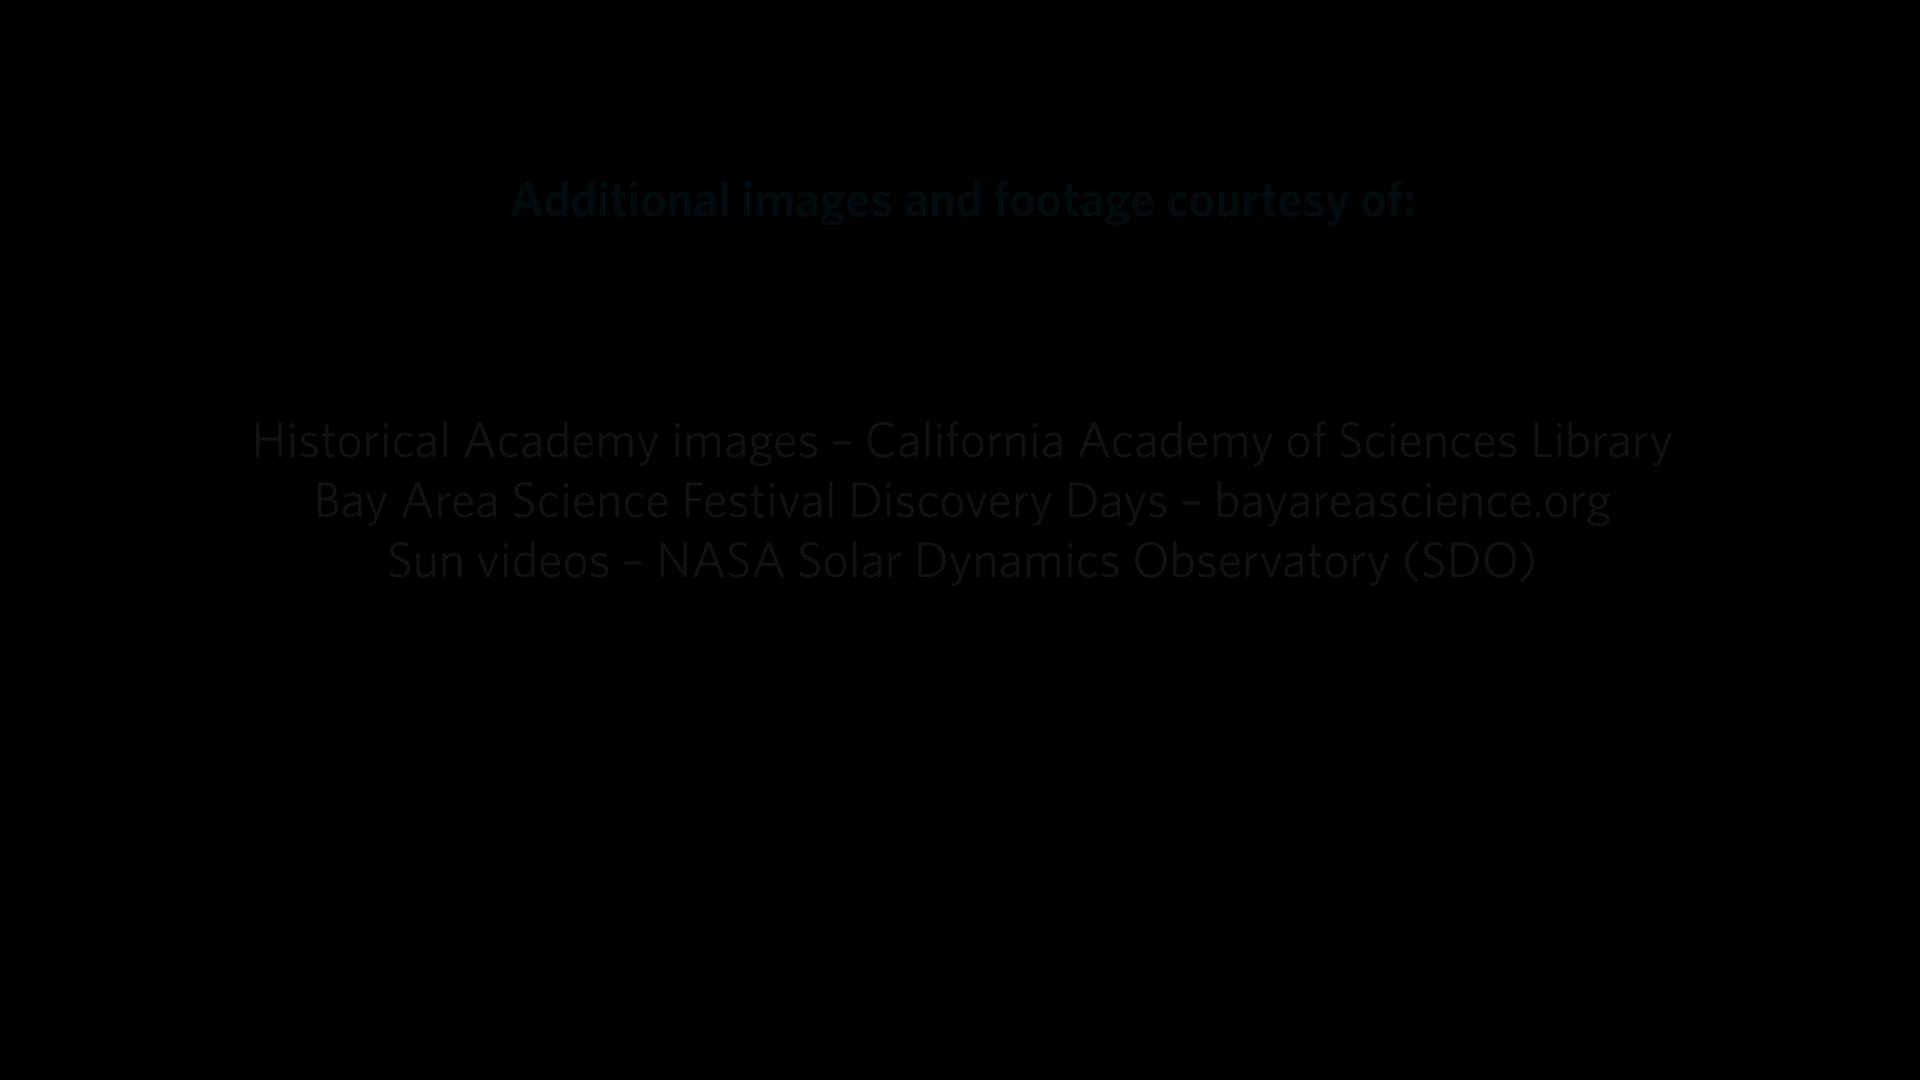 Additional images and footage courtesy of:
Historical Academy images – California Academy of Sciences Library
Bay Area Science Festival Discovery Days – bayareascience.org
Sun videos – NASA Solar Dynamics Observatory (SDO)